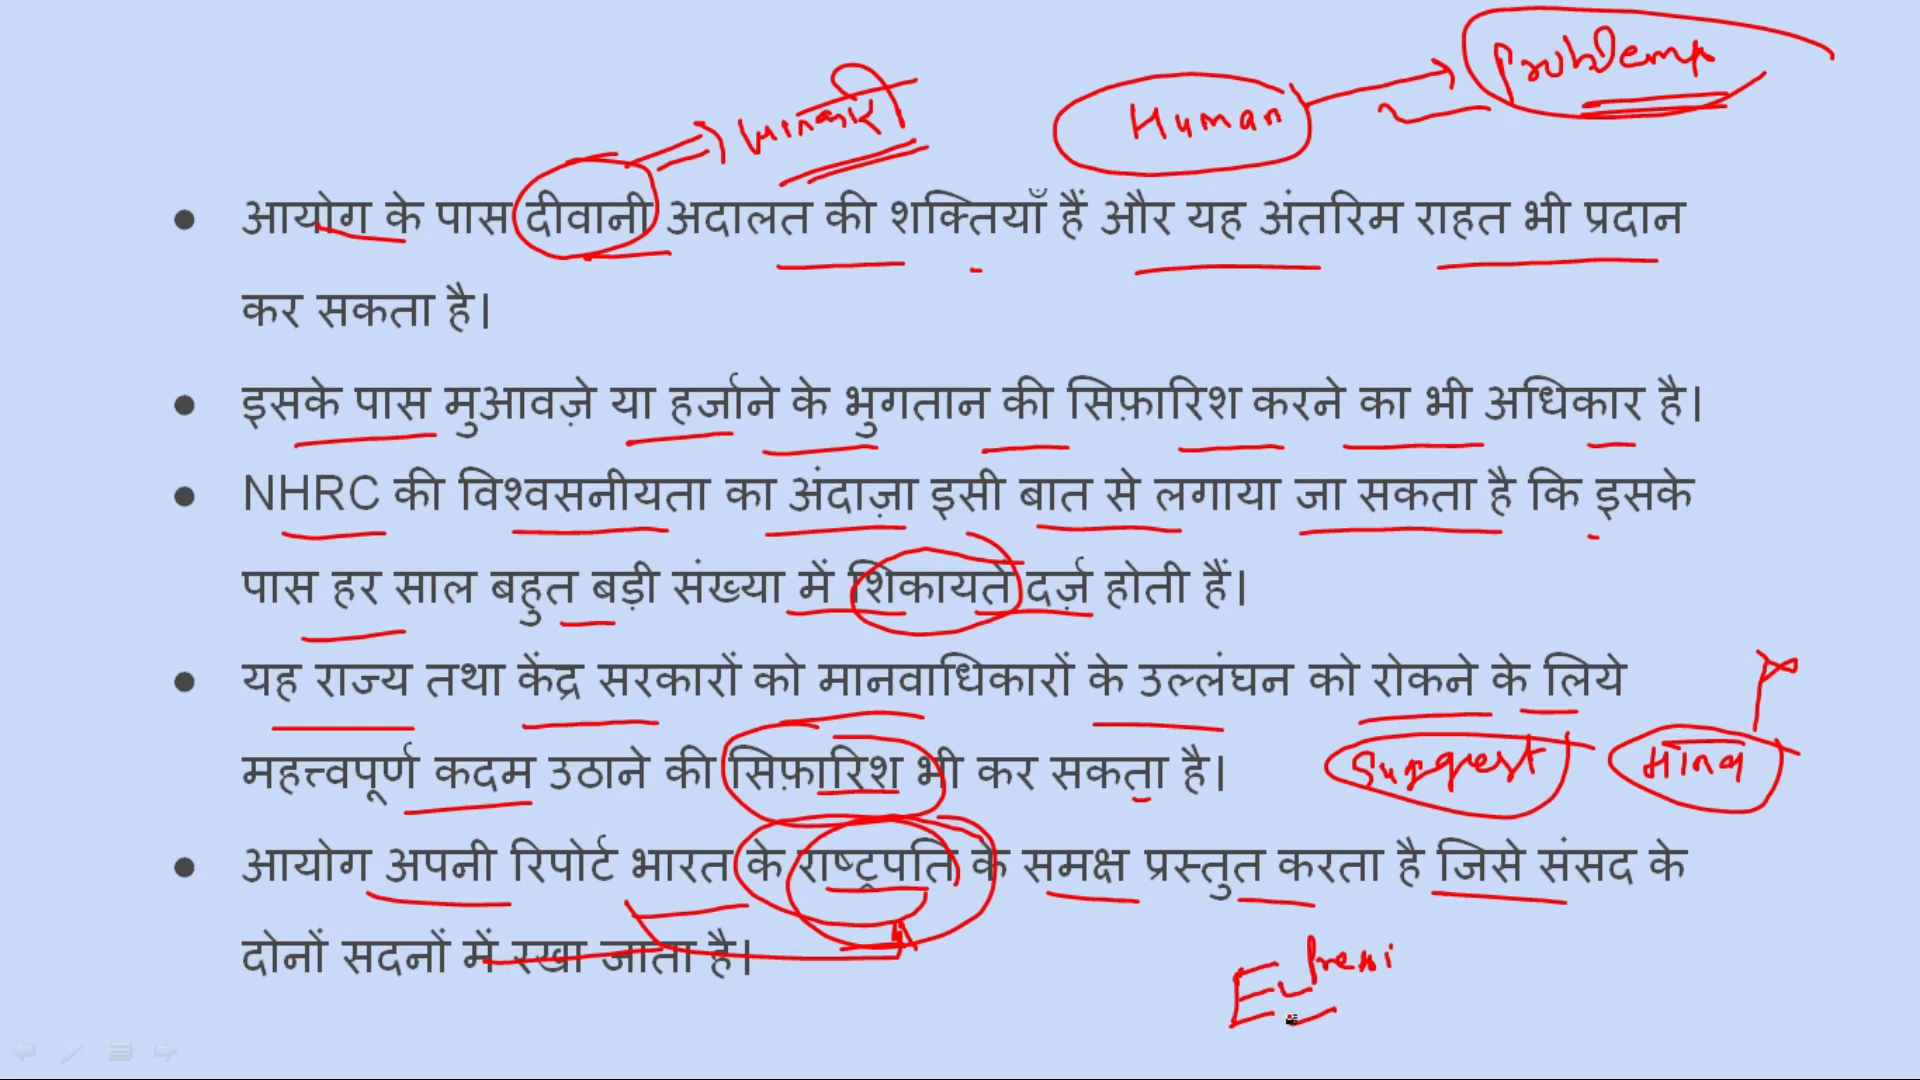 Problems
Human
आयोग के पास दीवानी अदालत की शक्तियाँ हैं और यह अंतरिम राहत भी प्रदान
कर सकता है।
इसके पास मुआवज़े या हर्जाने के भुगतान की सिफ़ारिश करने का भी अधिकार है।
NHRC की विश्वसनीयता का अंदाज़ा इसी बात से लगाया जा सकता है कि इसके
पास हर साल बहुत बड़ी संख्या में शिकायतें दर्ज़ होती हैं।
यह राज्य तथा केंद्र सरकारों को मानवाधिकारों के उल्लंघन को रोकने के लिये
महत्त्वपूर्ण कदम उठाने की सिफ़ारिश भी कर सकता है।
Suggest मानव
आयोग अपनी रिपोर्ट भारत के राष्ट्रपति के समक्ष प्रस्तुत करता है जिसे संसद के
दोनों सदनों में रखा जाता है।